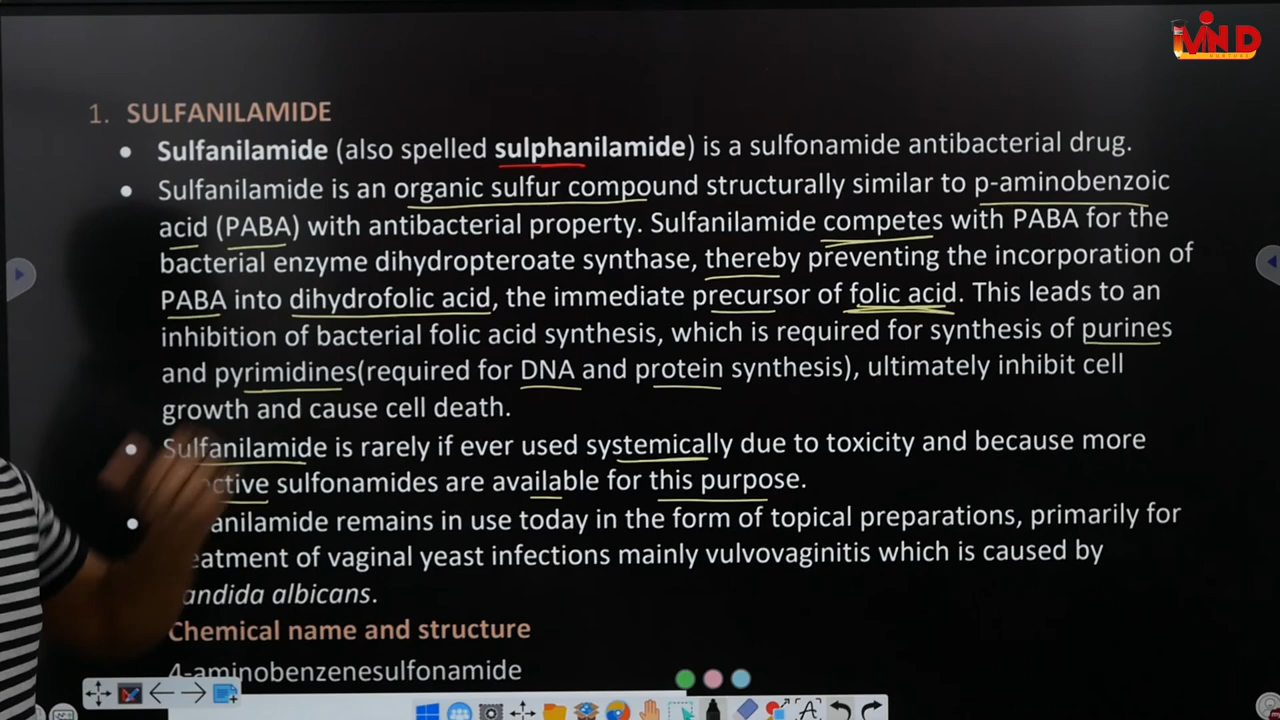 MIND
1. SULFANILAMIDE
• Sulfanilamide (also spelled sulphanilamide) is a sulfonamide antibacterial drug.
• Sulfanilamide is an organic sulfur compound structurally similar to p-aminobenzoic
acid (PABA) with antibacterial property. Sulfanilamide competes with PABA for the
bacterial enzyme dihydropteroate synthase, thereby preventing the incorporation of
PABA into dihydrofolic acid, the immediate precursor of folic acid. This leads to an
inhibition of bacterial folic acid synthesis, which is required for synthesis of purines
and pyrimidines(required for DNA and protein synthesis), ultimately inhibit cell
growth and cause cell death.
• Sulfanilamide is rarely if ever used systemically due to toxicity and because more
ctive sulfonamides are available for this purpose.
• anilamide remains in use today in the form of topical preparations, primarily for
eatment of vaginal yeast infections mainly vulvovaginitis which is caused by
andida albicans.
Chemical name and structure
4-aminobenzenesulfonamide